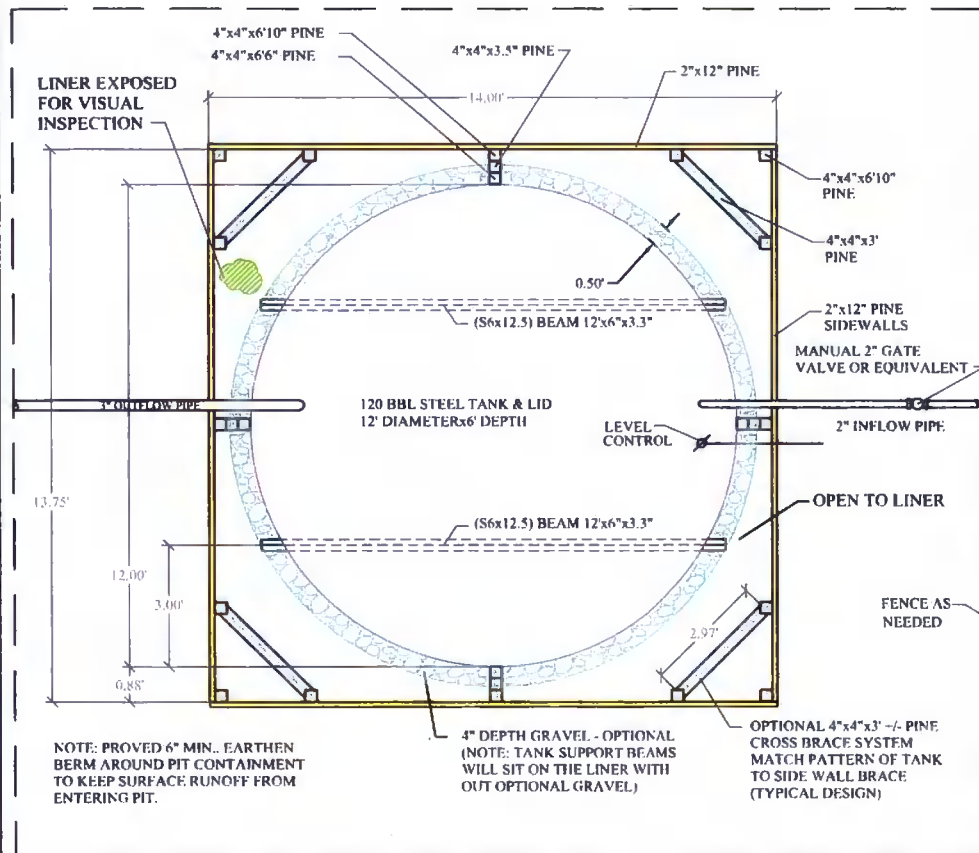 4"x4"x6'10" PINE
4"x4"x6'6" PINE
4"x4"x3.5" PINE
2"x12" PINE
LINER EXPOSED
FOR VISUAL
INSPECTION
14.00'
4"x4"x6'10"
PINE
4"x4"x3'
PINE
0.50'
(S6x12.5) BEAM 12'x6"x3.3"
2"x12" PINE
SIDEWALLS
MANUAL 2" GATE
VALVE OR EQUIVALENT
3" OUTFLOW PIPE
120 BBL STEEL TANK & LID
12' DIAMETERx6' DEPTH
LEVEL
CONTROL
2" INFLOW PIPE
13.75'
OPEN TO LINER
(S6x12.5) BEAM 12'x6"x3.3"
12.00'
3.00'
2.97'
FENCE AS
NEEDED
0.88'
NOTE: PROVED 6" MIN.. EARTHEN
BERM AROUND PIT CONTAINMENT
TO KEEP SURFACE RUNOFF FROM
ENTERING PIT.
4" DEPTH GRAVEL - OPTIONAL
(NOTE: TANK SUPPORT BEAMS
WILL SIT ON THE LINER WITH
OUT OPTIONAL GRAVEL)
OPTIONAL 4"x4"x3' +/- PINE
CROSS BRACE SYSTEM
MATCH PATTERN OF TANK
TO SIDE WALL BRACE
(TYPICAL DESIGN)